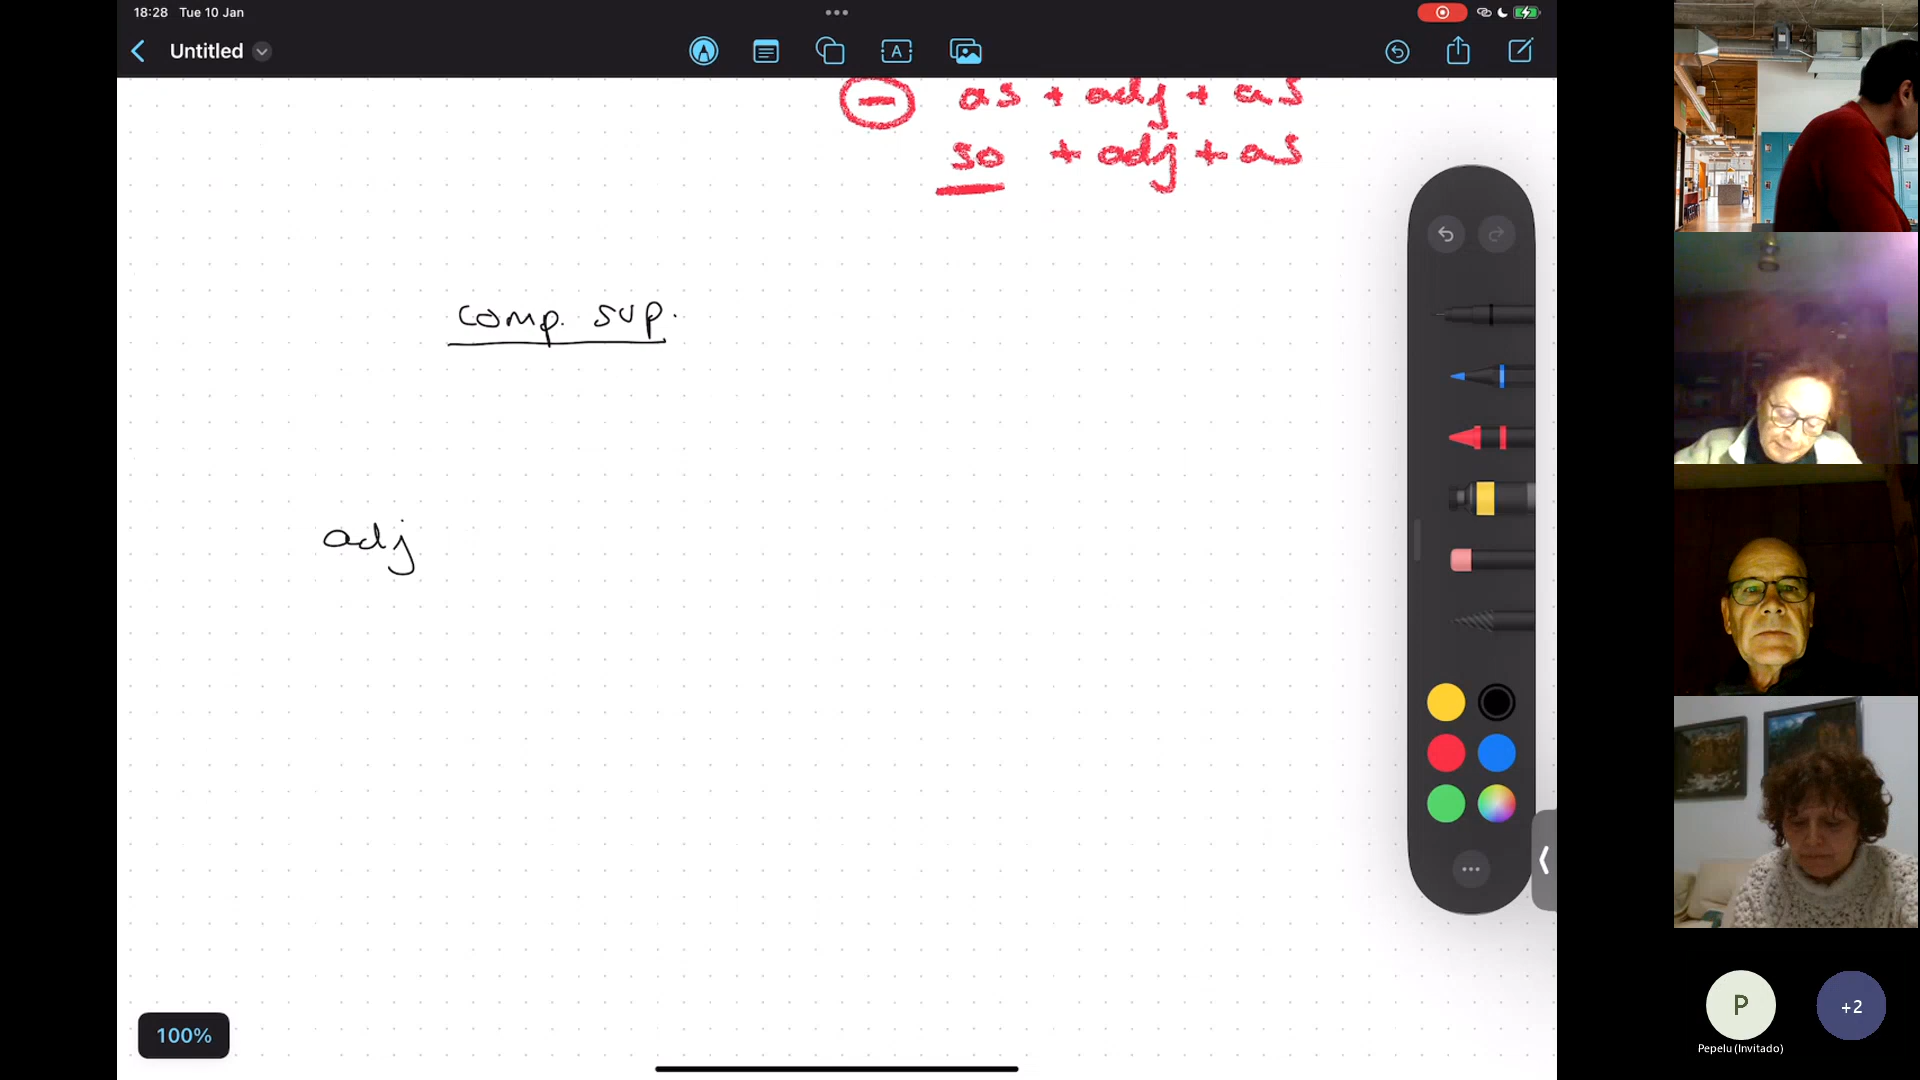 18:28 Tue 10 Jan
Untitled
A
- as + adj + as
so + adj + as
comp. sup.
adj
100%
P
+2
Pepelu (Invitado)